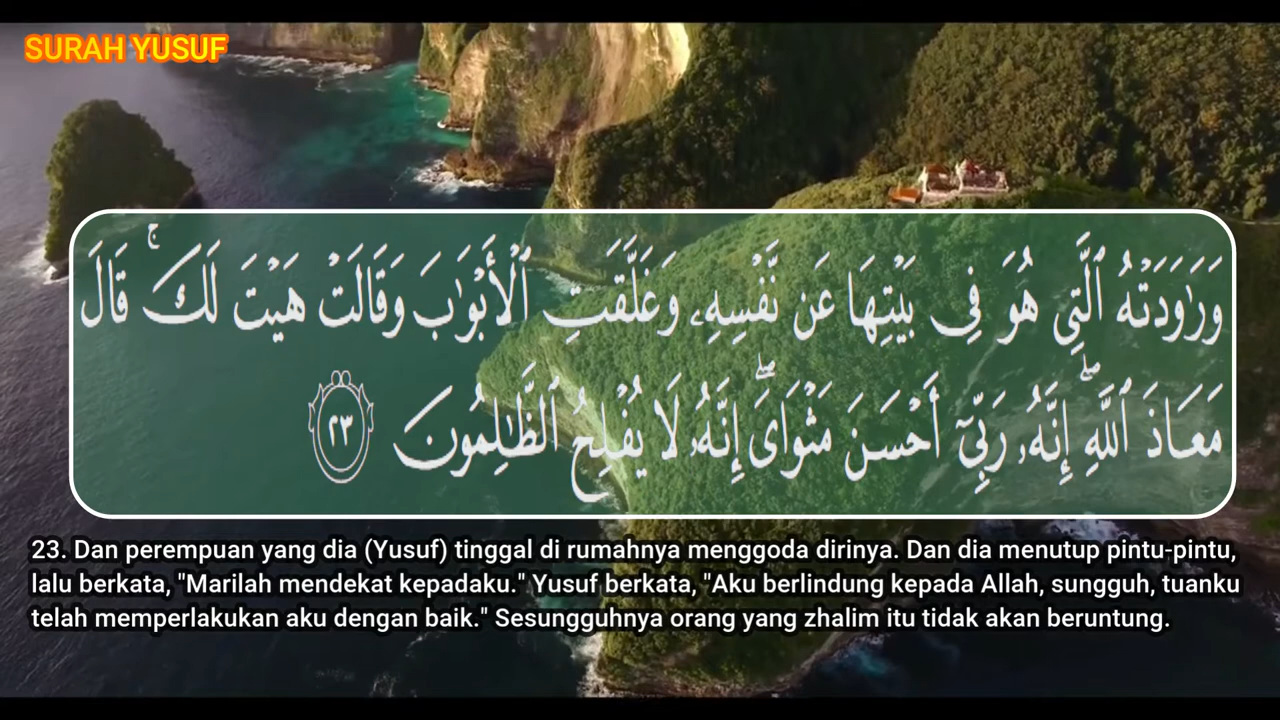 SURAH YUSUF
وَرَٰوَدَتْهُ ٱلَّتِى هُوَ فِى بَيْتِهَا عَن نَّفْسِهِۦ وَغَلَّقَتِ ٱلْأَبْوَٰبَ وَقَالَتْ هَيْتَ لَكَ ۚ قَالَ
مَعَاذَ ٱللَّهِ ۖ إِنَّهُۥ رَبِّىٓ أَحْسَنَ مَثْوَاىَ ۖ إِنَّهُۥ لَا يُفْلِحُ ٱلظَّٰلِمُونَ ٢٣
23. Dan perempuan yang dia (Yusuf) tinggal di rumahnya menggoda dirinya. Dan dia menutup pintu-pintu,
lalu berkata, "Marilah mendekat kepadaku." Yusuf berkata, "Aku berlindung kepada Allah, sungguh, tuanku
telah memperlakukan aku dengan baik." Sesungguhnya orang yang zhalim itu tidak akan beruntung.